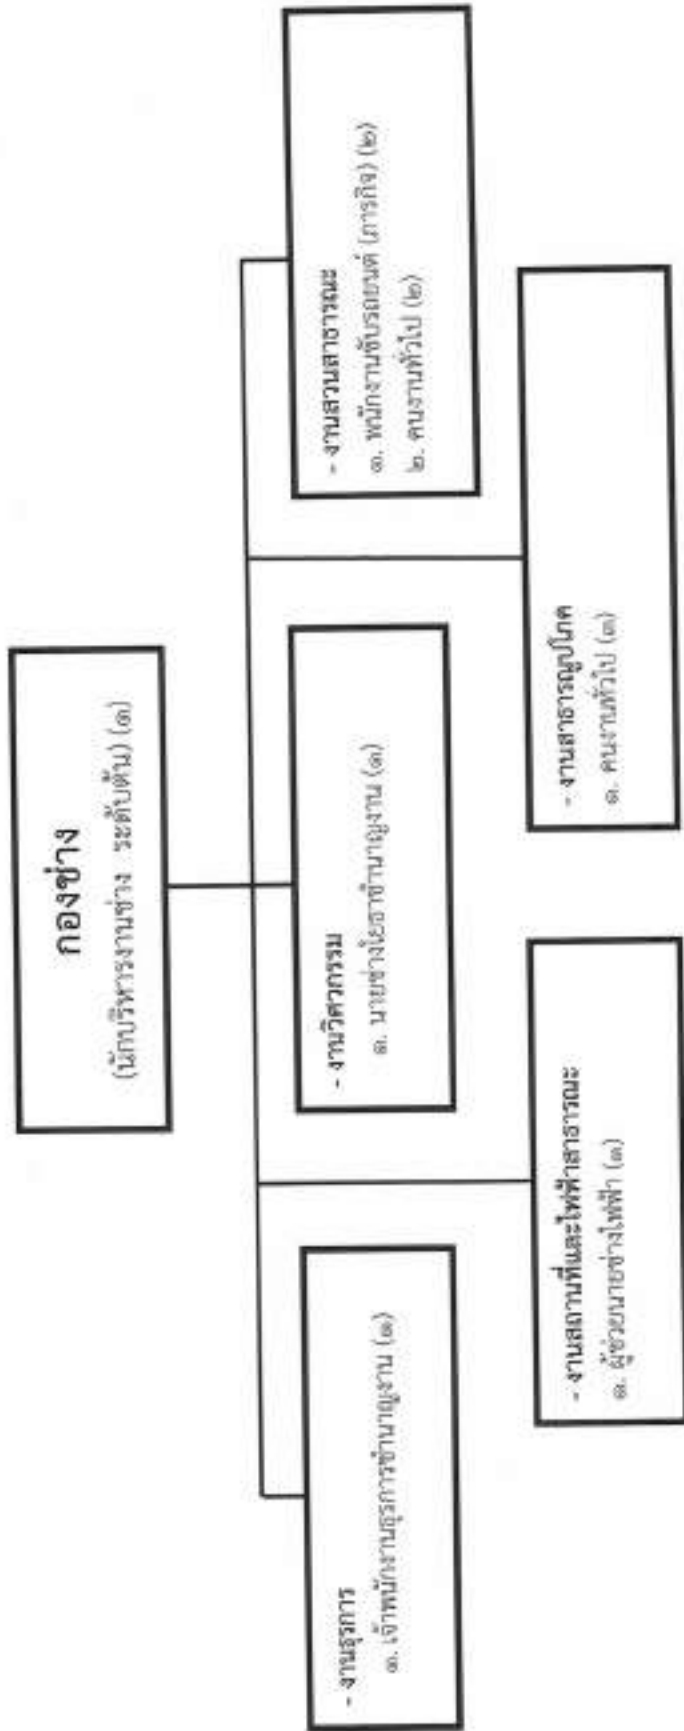 กองช่าง
(นักบริหารงานช่าง ระดับต้น) (๑)
- งานธุรการ
๑. เจ้าพนักงานธุรการชำนาญงาน (๑)
- งานวิศวกรรม
๑. นายช่างโยธาชำนาญงาน (๑)
- งานสวนสาธารณะ
๑. พนักงานขับรถยนต์ (ภารกิจ) (๒)
๒. คนงานทั่วไป (๒)
- งานสถานที่และไฟฟ้าสาธารณะ
๑. ผู้ช่วยนายช่างไฟฟ้า (๑)
- งานสาธารณูปโภค
๑. คนงานทั่วไป (๓)